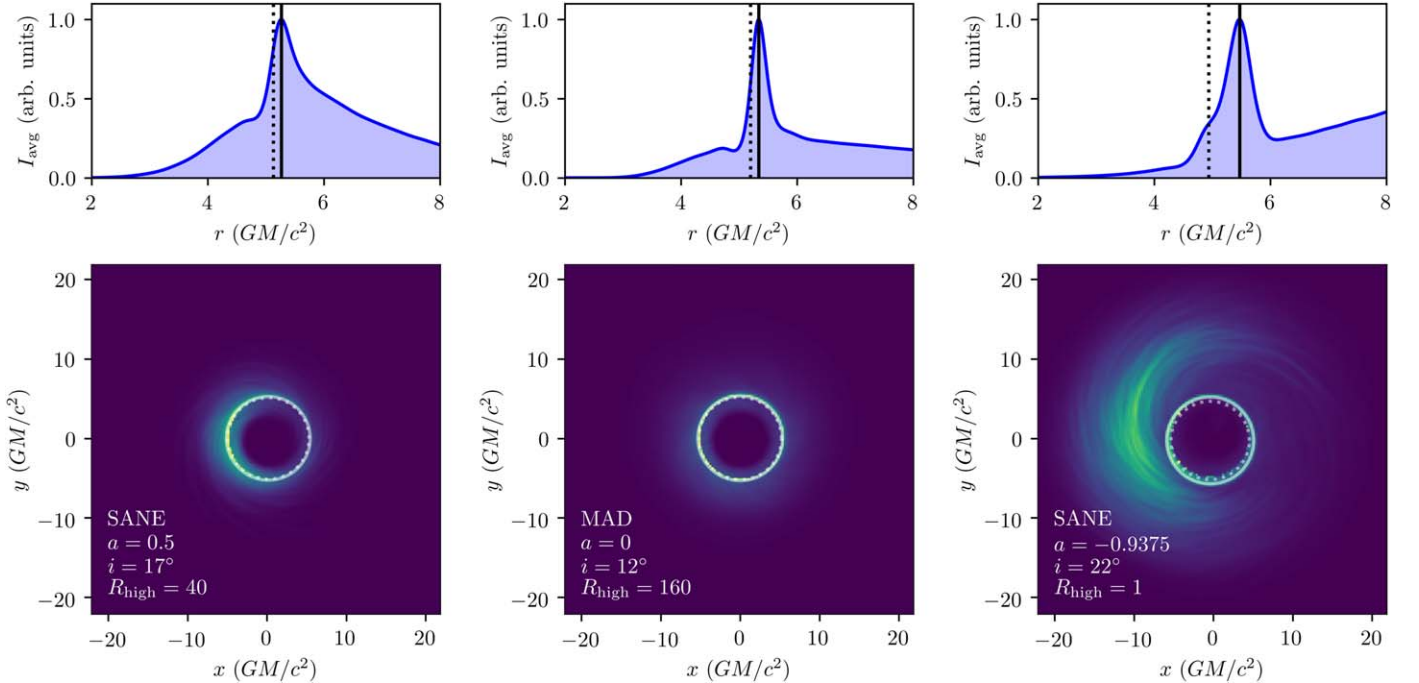 I_avg (arb. units)
1.0
0.5
0.0
2 4 6 8
r (GM/c²)
I_avg (arb. units)
1.0
0.5
0.0
2 4 6 8
r (GM/c²)
I_avg (arb. units)
1.0
0.5
0.0
2 4 6 8
r (GM/c²)
y (GM/c²)
20
10
0
−10
−20
SANE
a = 0.5
i = 17°
R_high = 40
−20 −10 0 10 20
x (GM/c²)
y (GM/c²)
20
10
0
−10
−20
MAD
a = 0
i = 12°
R_high = 160
−20 −10 0 10 20
x (GM/c²)
y (GM/c²)
20
10
0
−10
−20
SANE
a = −0.9375
i = 22°
R_high = 1
−20 −10 0 10 20
x (GM/c²)